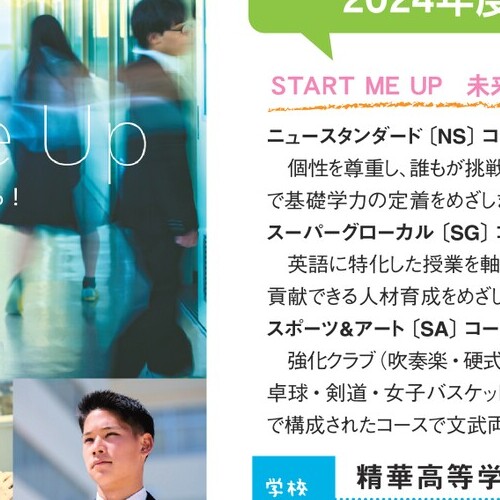 e Up
！
2024年度
START ME UP 未来
ニュースタンダード〔NS〕コ
個性を尊重し、誰もが挑戦
で基礎学力の定着をめざしま
スーパーグローカル〔SG〕コ
英語に特化した授業を軸
貢献できる人材育成をめざし
スポーツ&アート〔SA〕コー
強化クラブ（吹奏楽・硬式
卓球・剣道・女子バスケット
で構成されたコースで文武両
学校
精華高等学